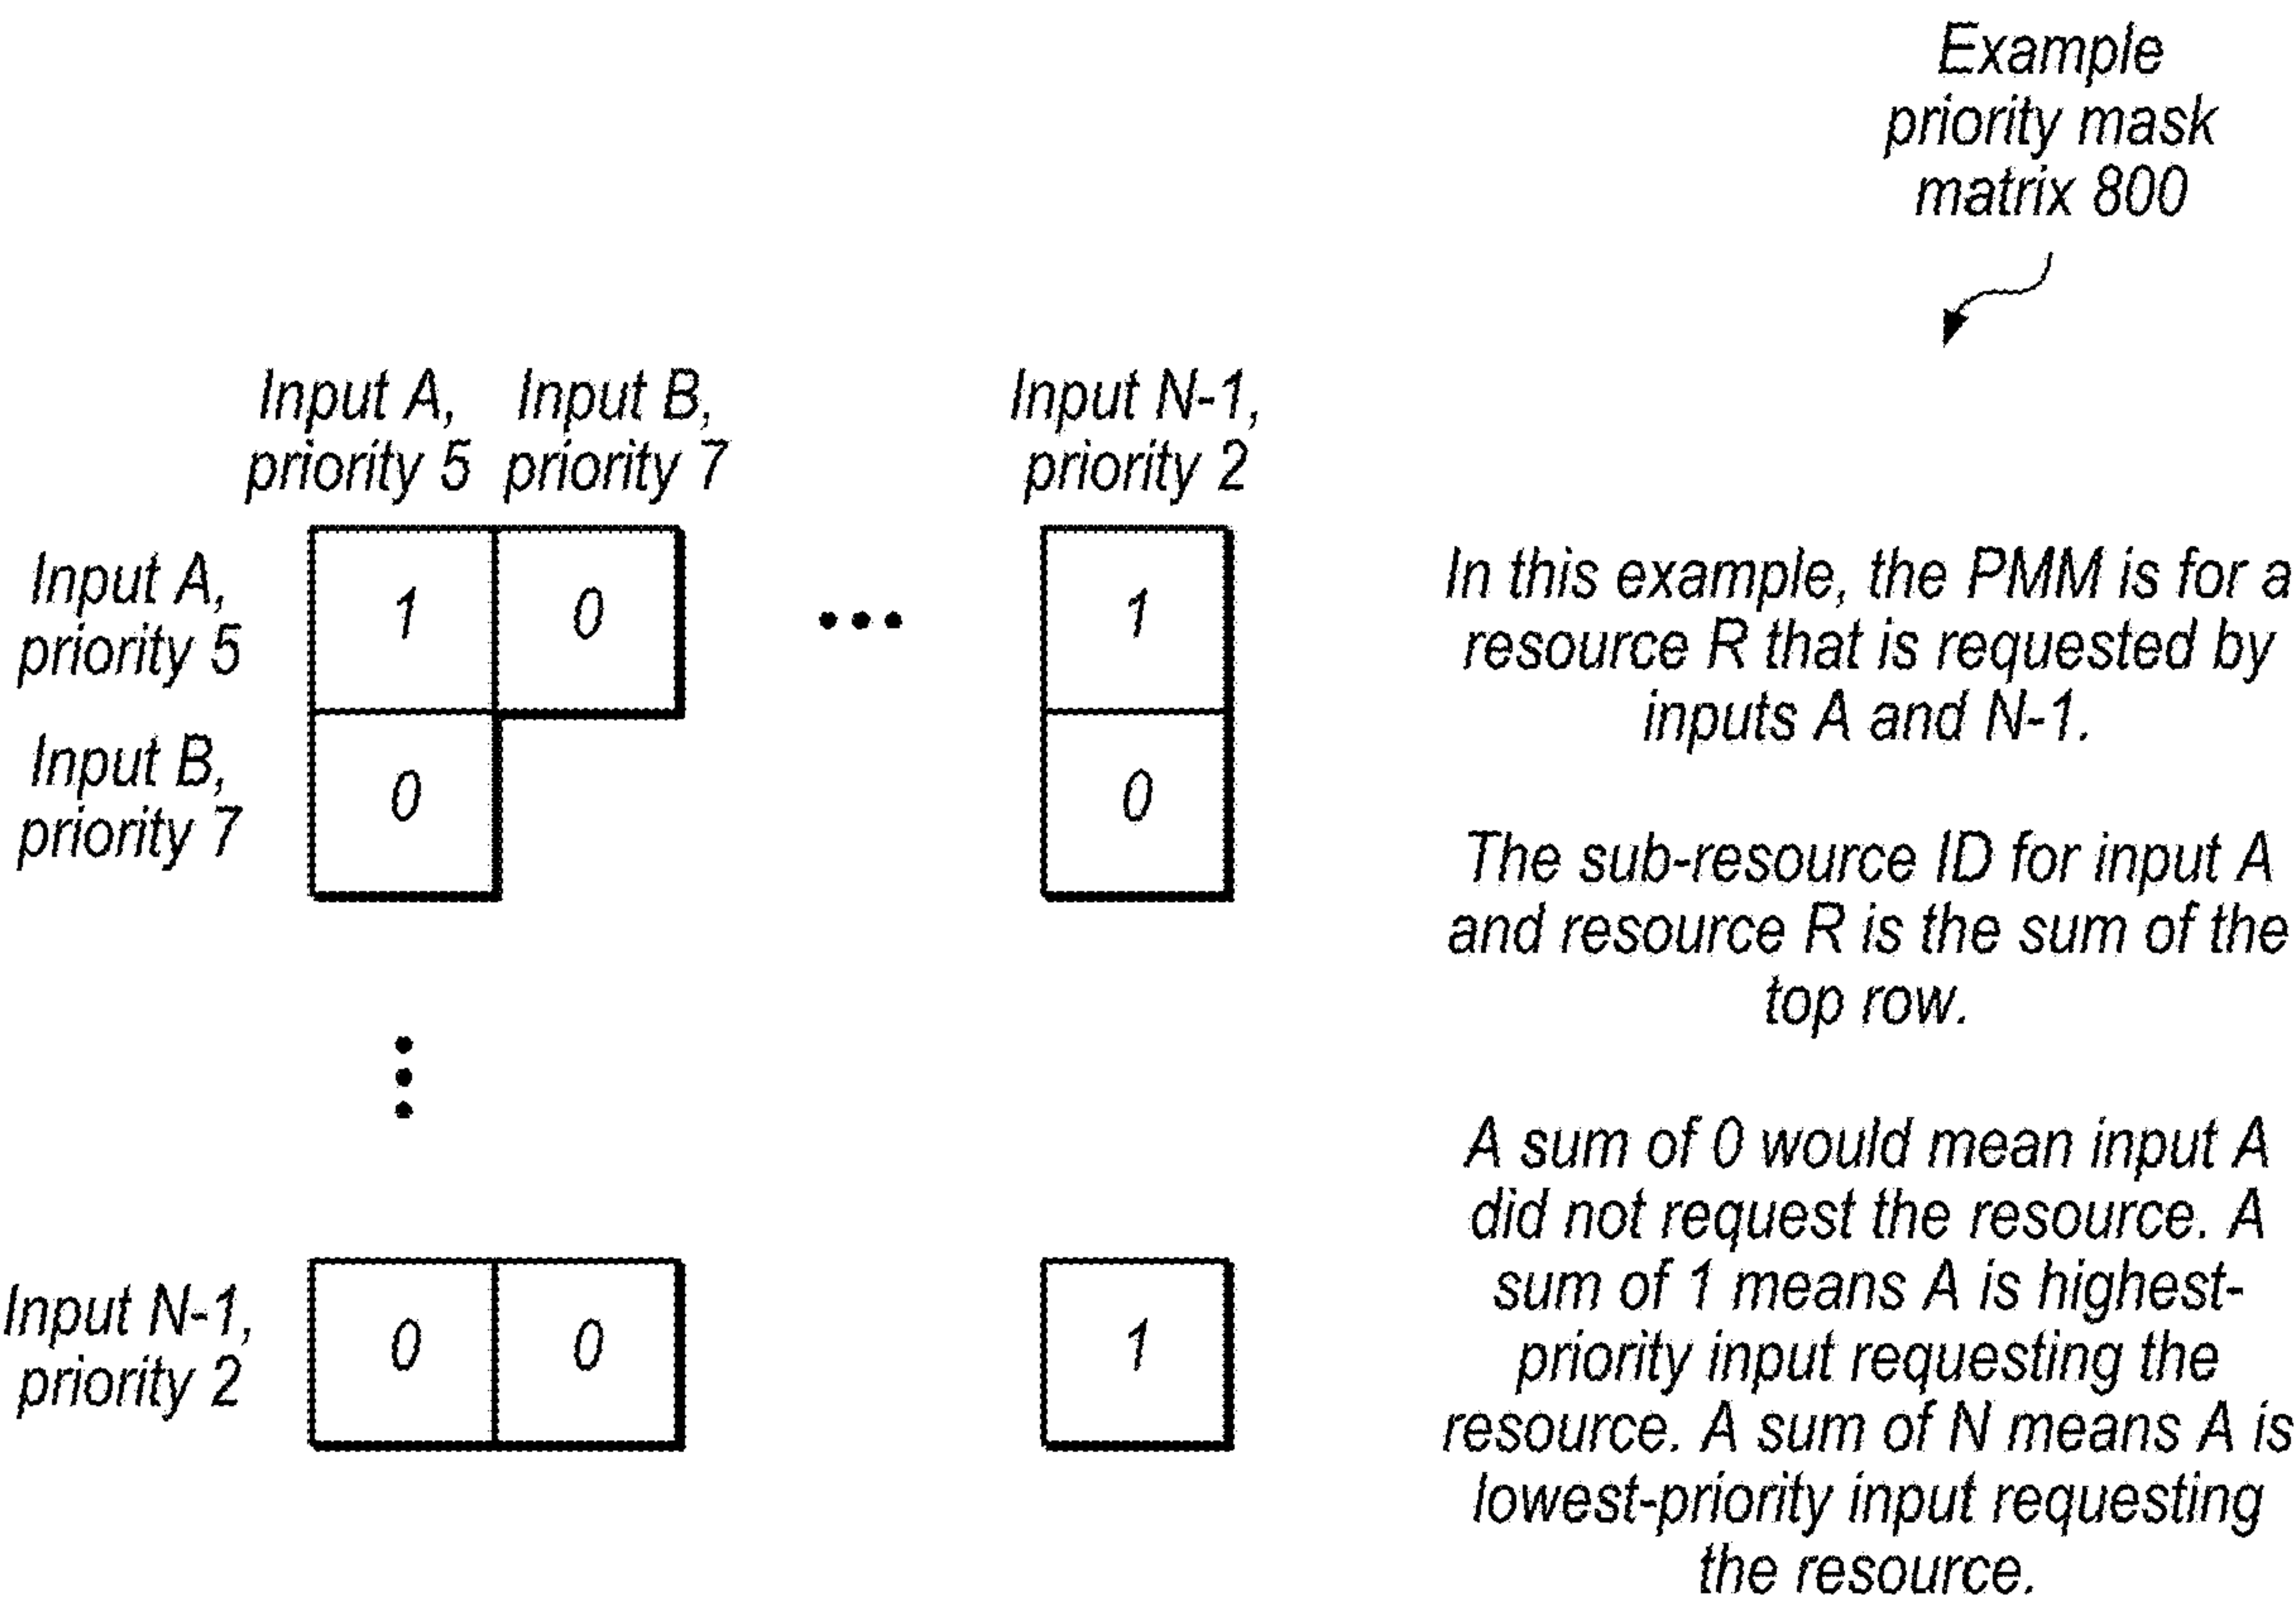 Example
priority mask
matrix 800
Input A, Input B, Input N-1,
priority 5 priority 7 priority 2
Input A,
priority 5
1 0 ••• 1
Input B,
priority 7
0 0
Input N-1,
priority 2
0 0 1
In this example, the PMM is for a
resource R that is requested by
inputs A and N-1.
The sub-resource ID for input A
and resource R is the sum of the
top row.
A sum of 0 would mean input A
did not request the resource. A
sum of 1 means A is highest-
priority input requesting the
resource. A sum of N means A is
lowest-priority input requesting
the resource.